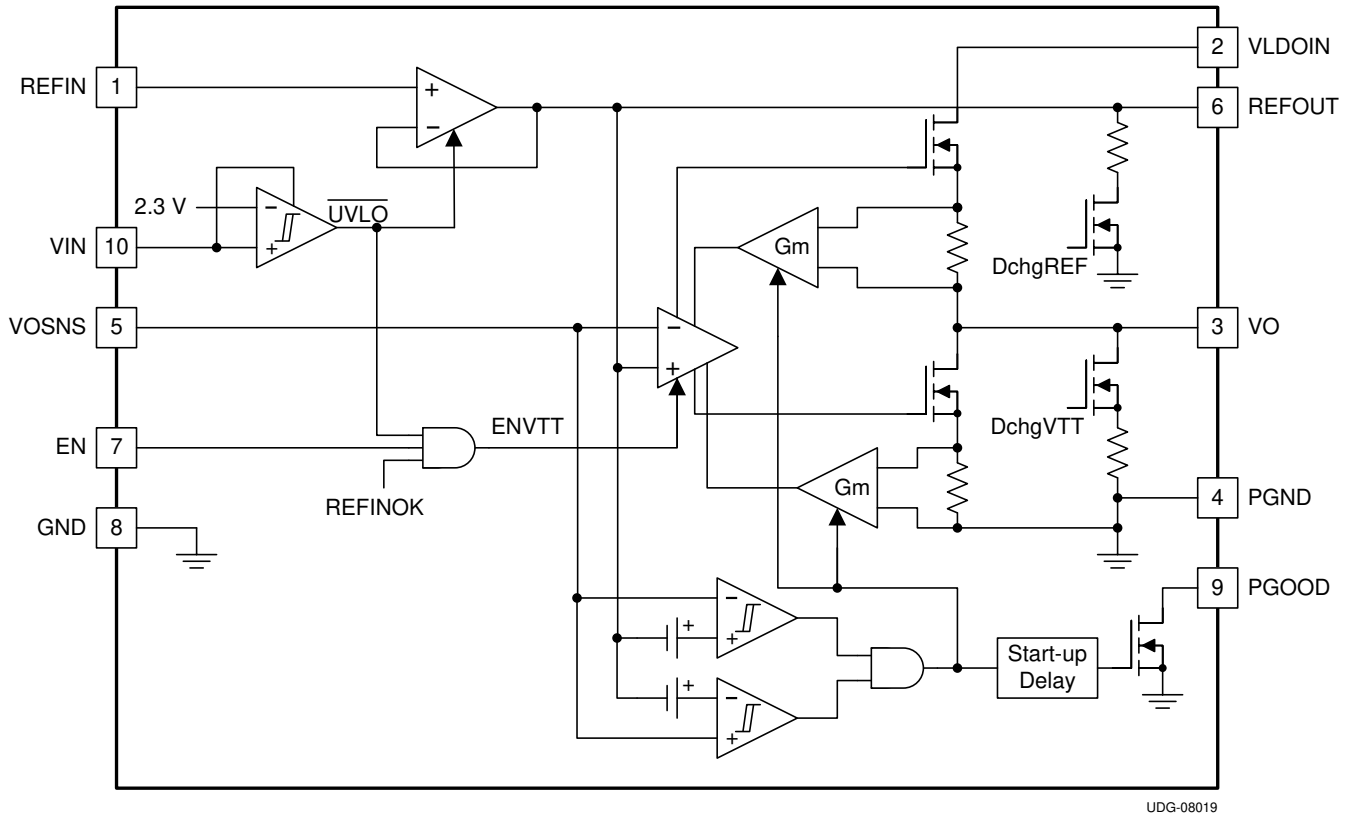 2 VLDOIN
REFIN 1
+
−
6 REFOUT
2.3 V
−
+
UVLO
VIN 10
Gm
DchgREF
VOSNS 5
−
+
3 VO
EN 7
ENVTT
DchgVTT
REFINOK
Gm
4 PGND
GND 8
9 PGOOD
−
+
+
Start-up
Delay
+
−
+
UDG-08019